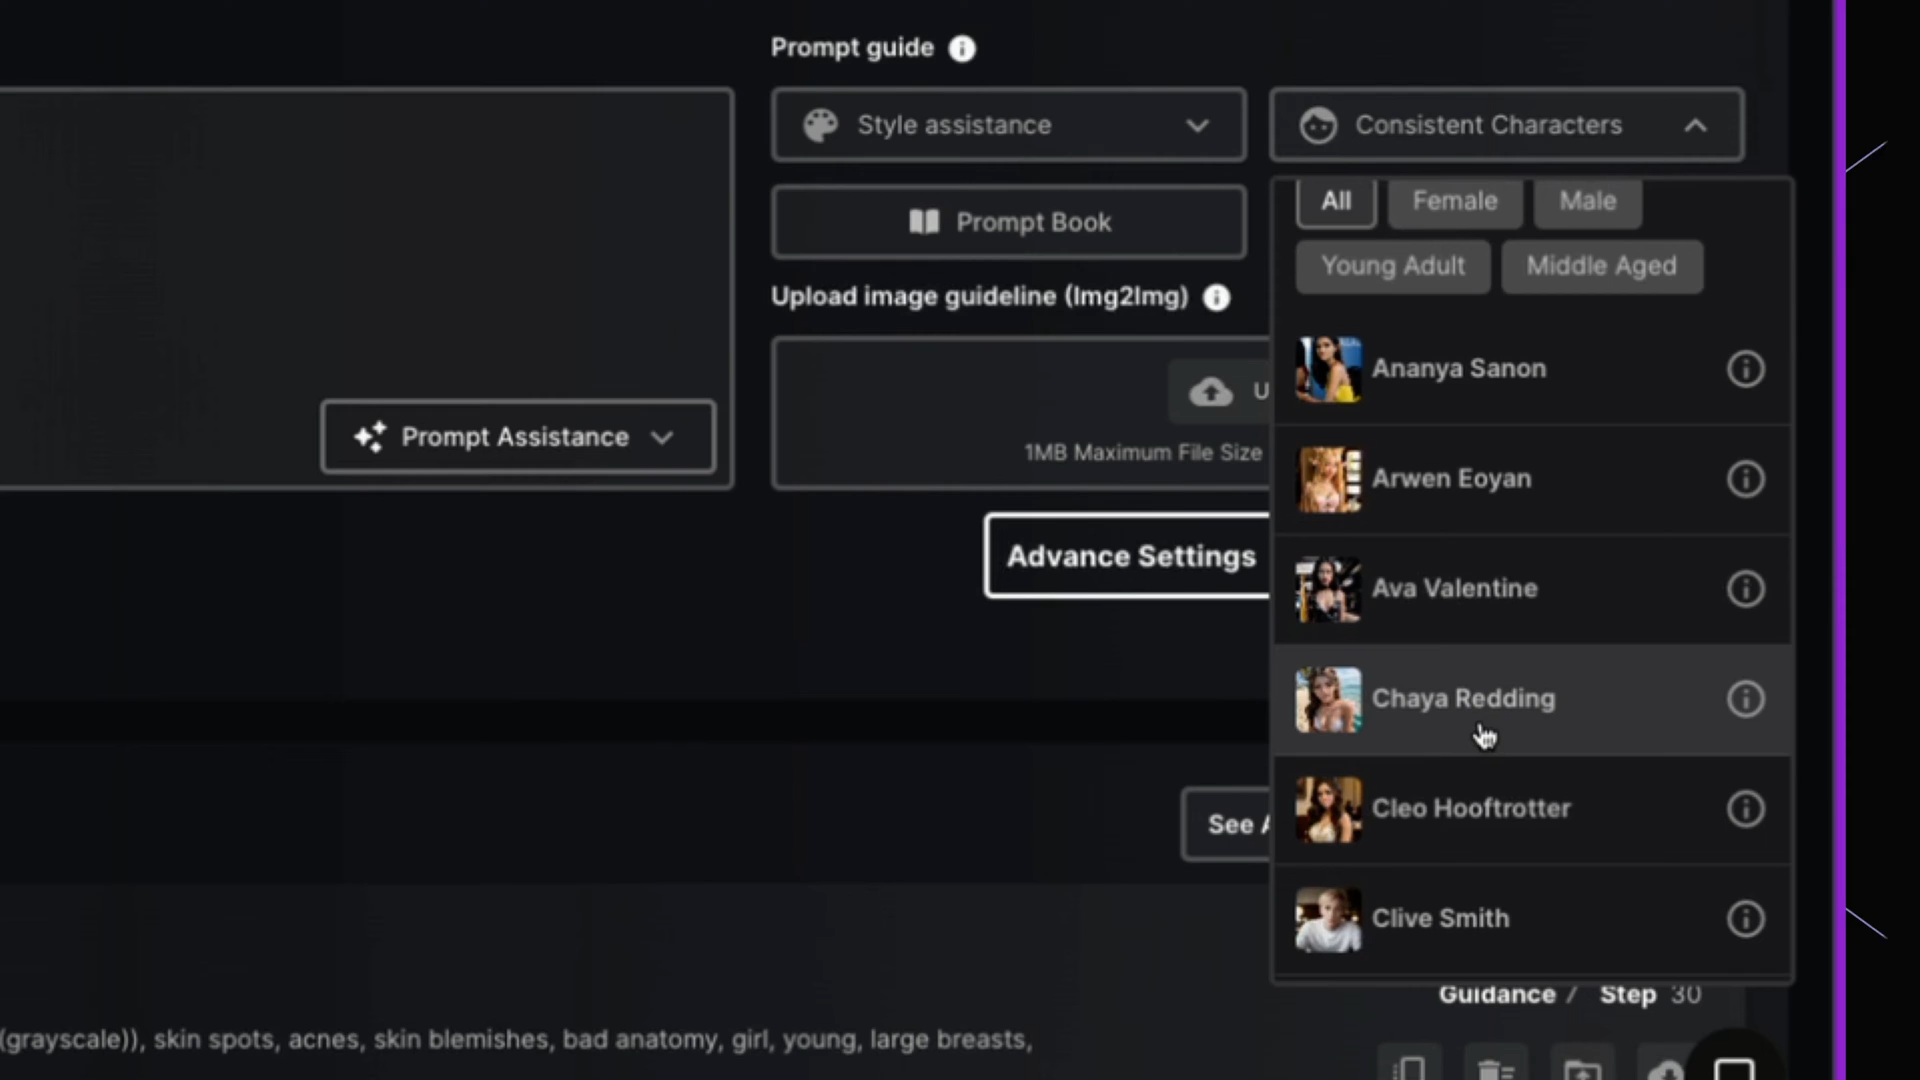 Prompt guide
Style assistance
Consistent Characters
Prompt Book
All
Female
Male
Young Adult
Middle Aged
Upload image guideline (Img2Img)
U
1MB Maximum File Size
Prompt Assistance
Advance Settings
Ananya Sanon
Arwen Eoyan
Ava Valentine
Chaya Redding
Cleo Hooftrotter
Clive Smith
See A
Guidance 7 Step 30
(grayscale)), skin spots, acnes, skin blemishes, bad anatomy, girl, young, large breasts,